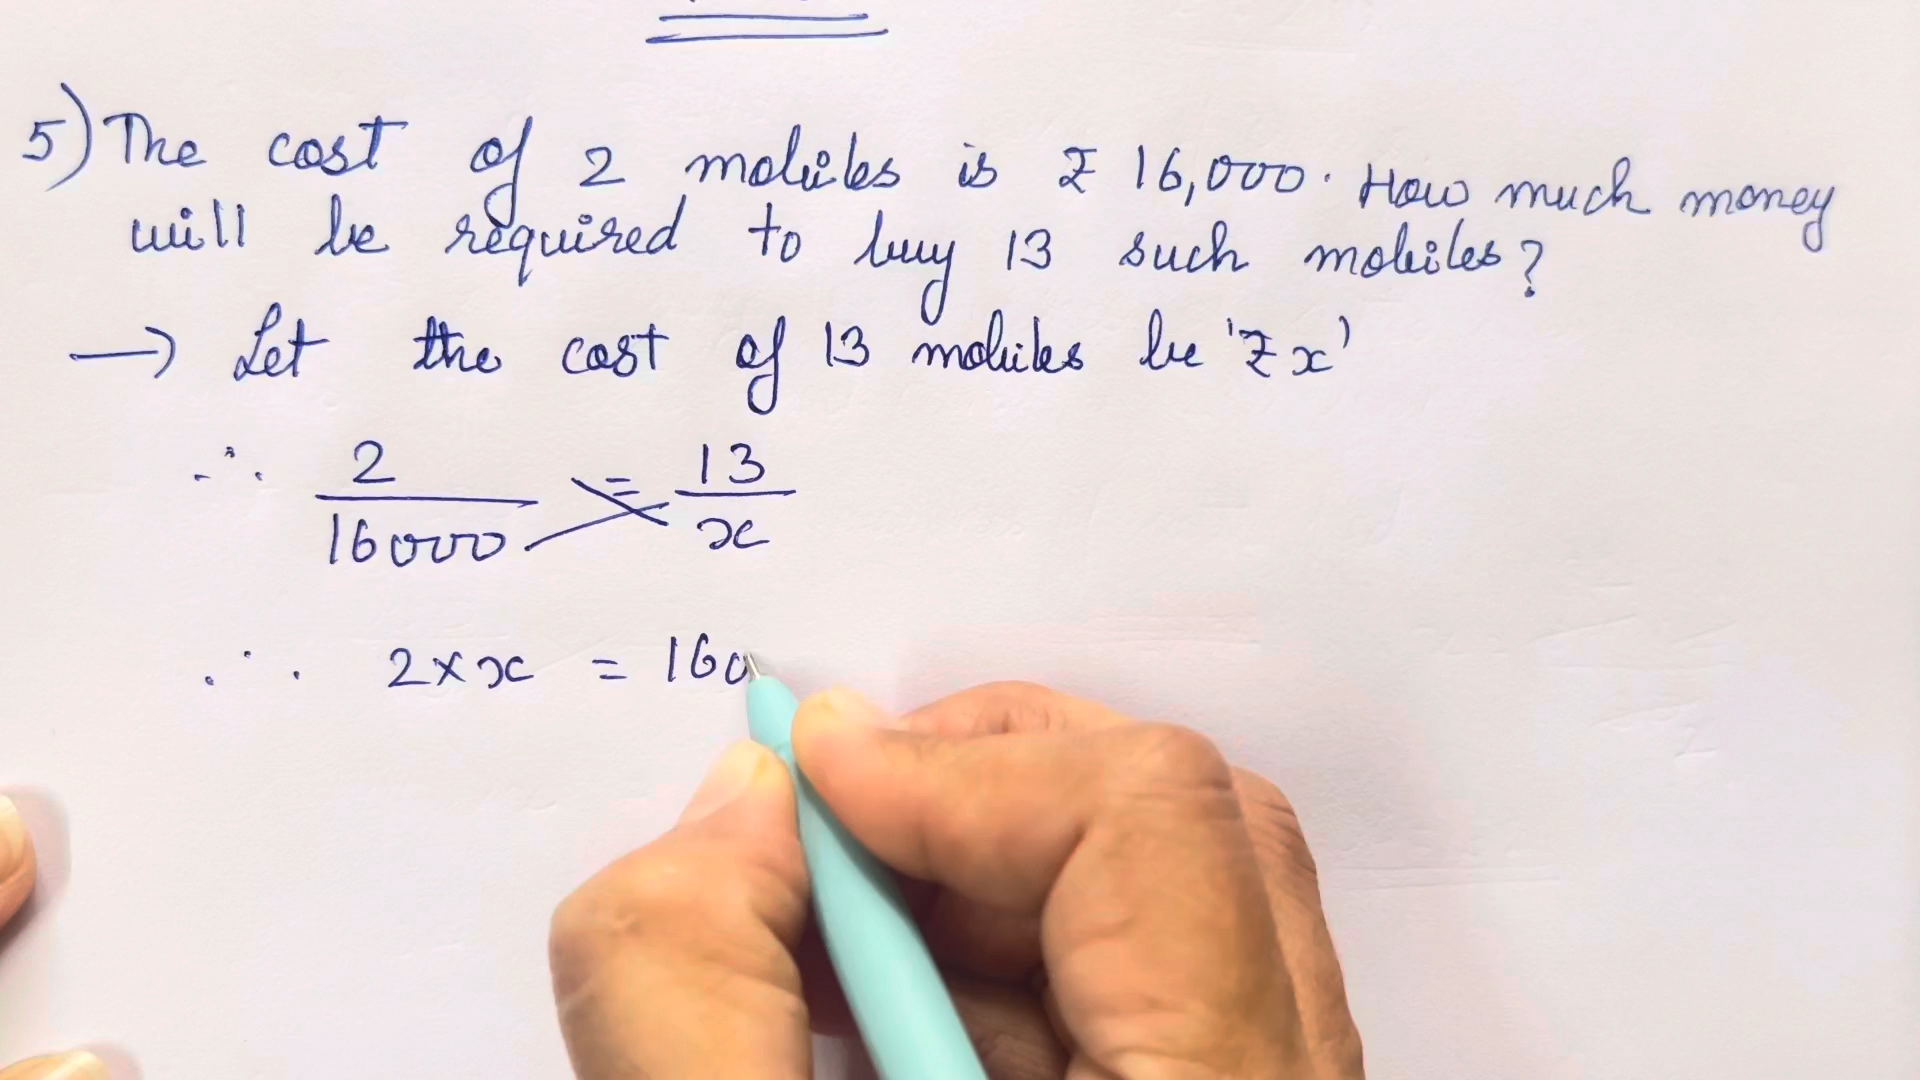 5) The cost of 2 mobiles is ₹ 16,000. How much money
will be required to buy 13 such mobiles?
→ Let the cost of 13 mobiles be '₹ x'
∴ 2/16000 = 13/x
∴ 2 × x = 160